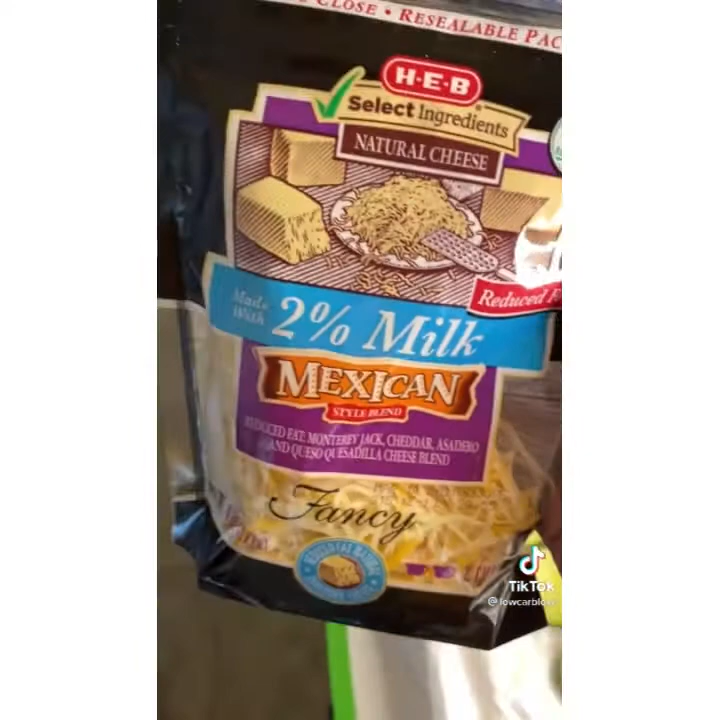 CLOSE • RESEALABLE PAC
H-E-B
Select Ingredients
NATURAL CHEESE
Reduced F
Made With
2% Milk
MEXICAN
STYLE BLEND
REDUCED FAT: MONTEREY JACK, CHEDDAR, ASADERO
AND QUESO QUESADILLA CHEESE BLEND
Fancy
TikTok